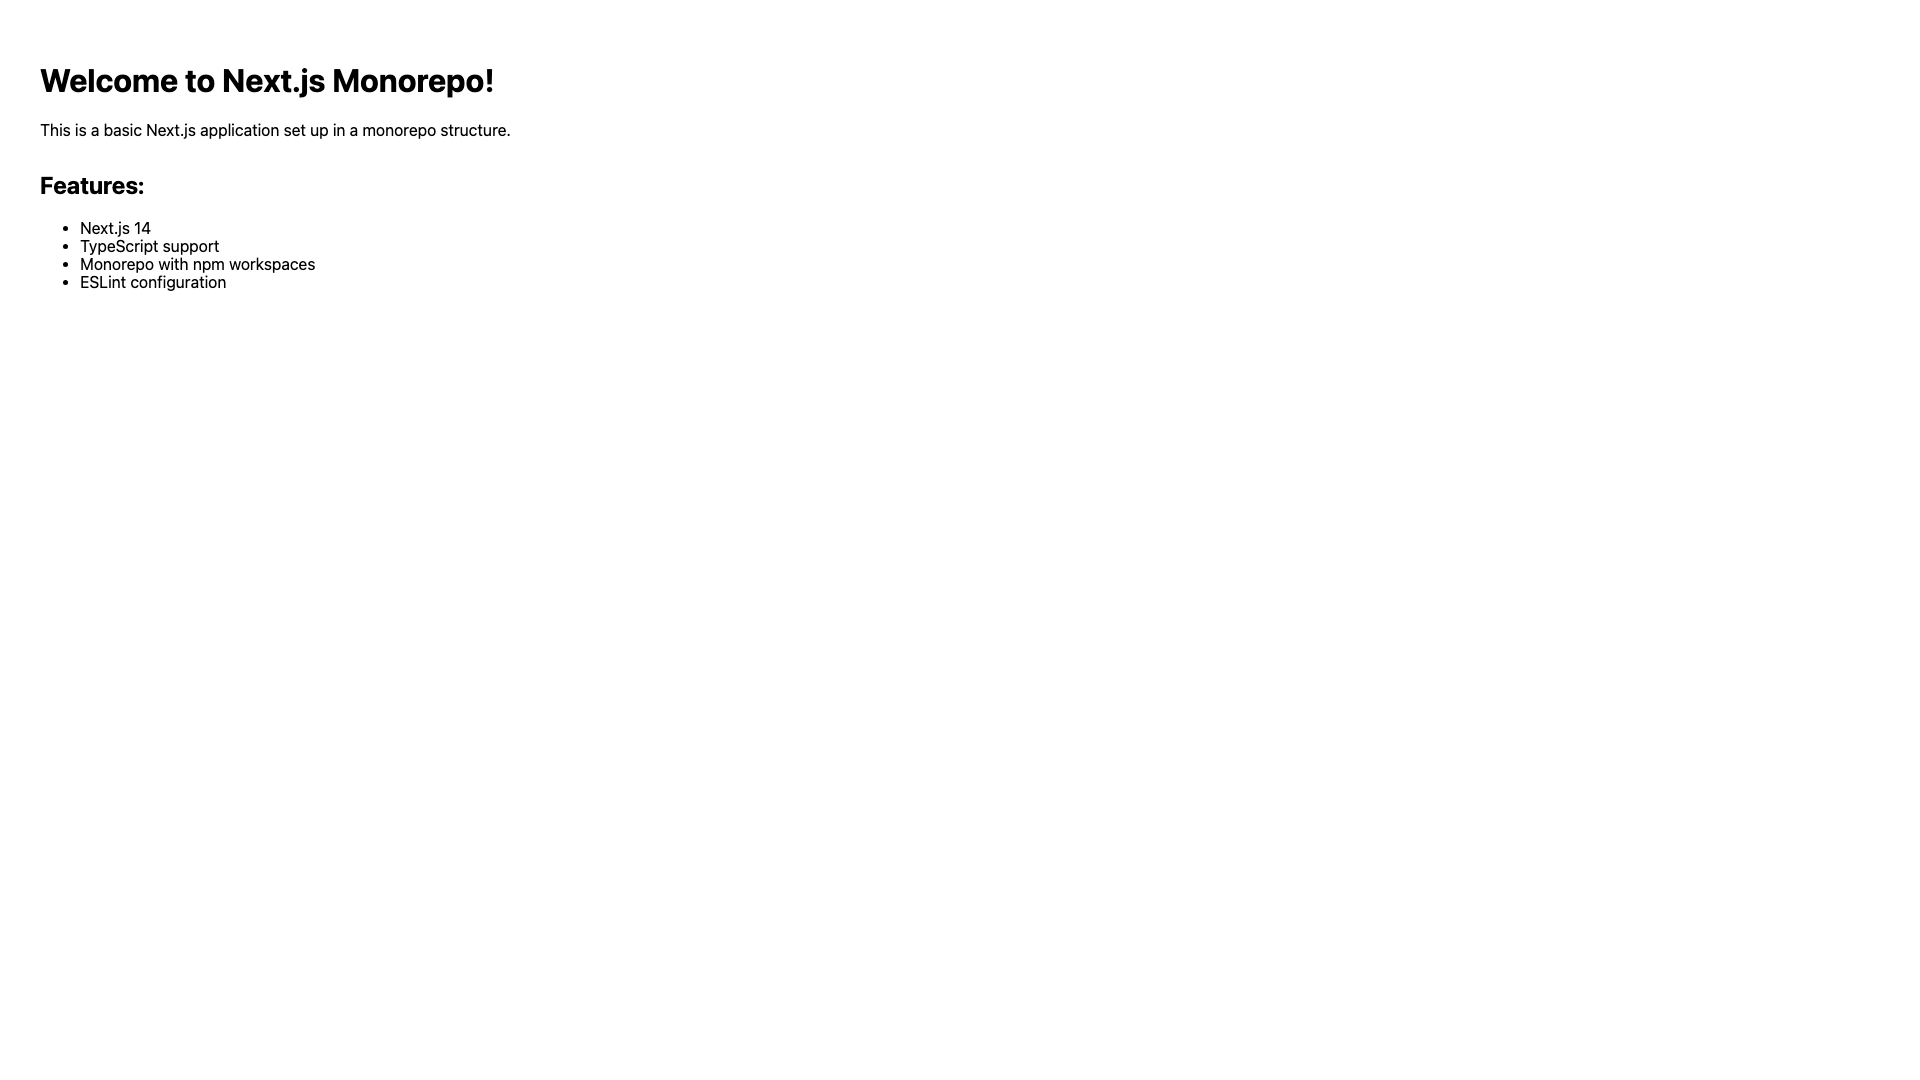 Welcome to Next.js Monorepo!
This is a basic Next.js application set up in a monorepo structure.
Features:
Next.js 14
TypeScript support
Monorepo with npm workspaces
ESLint configuration